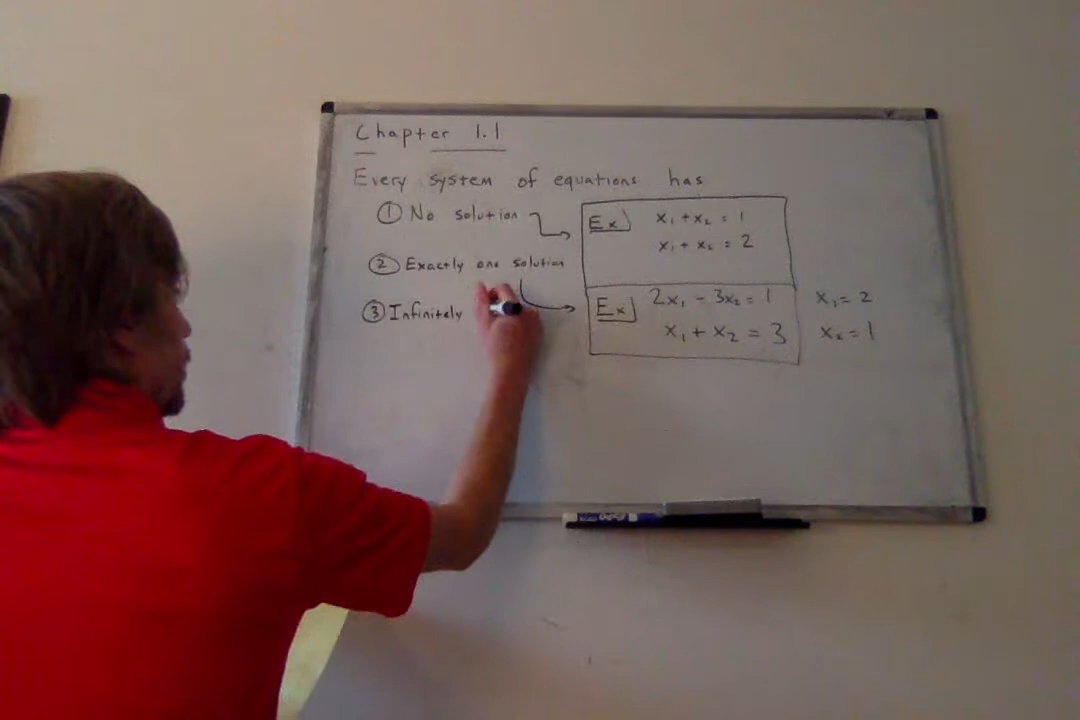 Chapter 1.1
Every system of equations has
① No solution
Ex x₁ + x₂ = 1
x₁ + x₂ = 2
② Exactly one solution
Ex 2x₁ - 3x₂ = 1 x₁ = 2
x₁ + x₂ = 3 x₂ = 1
③ Infinitely
EXPO